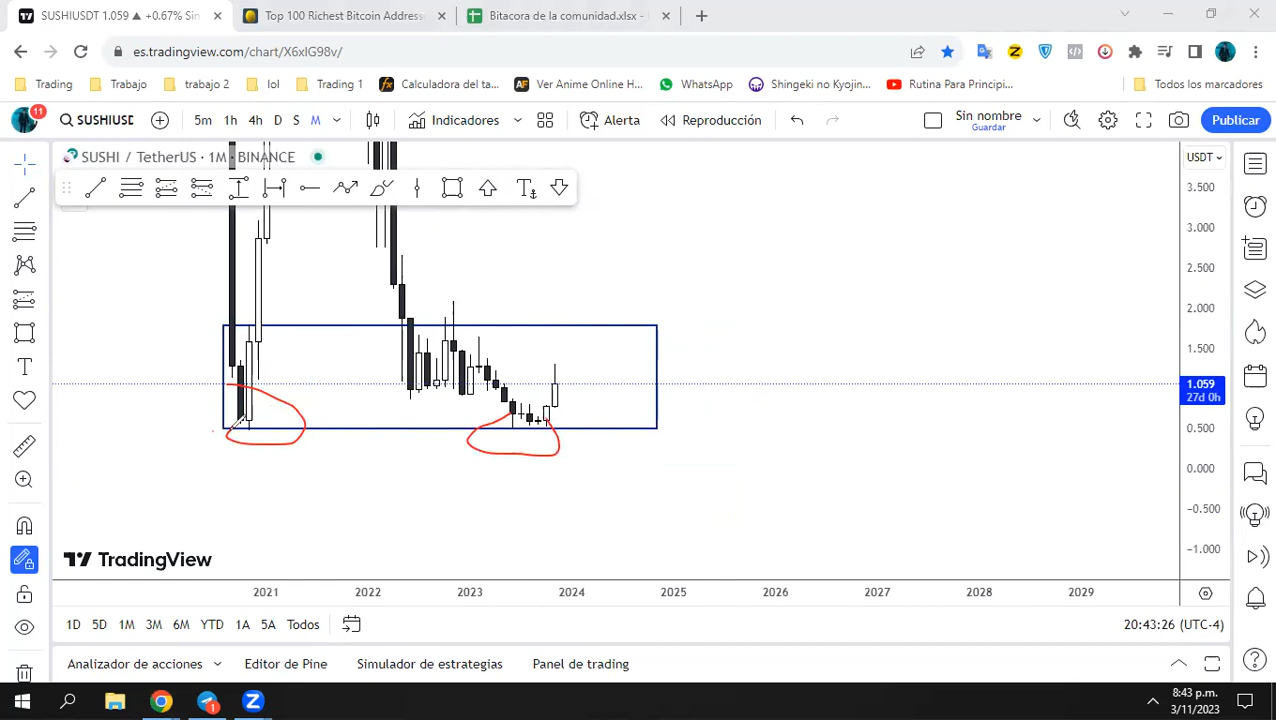 SUSHIUSDT 1.059 ▲ +0.67% Sin
Top 100 Richest Bitcoin Address
Bitacora de la comunidad.xlsx -
es.tradingview.com/chart/X6xIG98v/
Trading
Trabajo
trabajo 2
lol
Trading 1
Calculadora del ta...
Ver Anime Online H...
WhatsApp
Shingeki no Kyojin...
Rutina Para Principi...
Todos los marcadores
11
SUSHIUSD
5m
1h
4h
D
S
M
Indicadores
Alerta
Reproducción
Sin nombre
Guardar
Publicar
SUSHI / TetherUS · 1M · BINANCE
USDT
3.500
3.000
2.500
2.000
1.500
1.059
27d 0h
0.500
0.000
-0.500
-1.000
TradingView
2021
2022
2023
2024
2025
2026
2027
2028
2029
1D
5D
1M
3M
6M
YTD
1A
5A
Todos
20:43:26 (UTC-4)
Analizador de acciones
Editor de Pine
Simulador de estrategias
Panel de trading
8:43 p.m.
3/11/2023